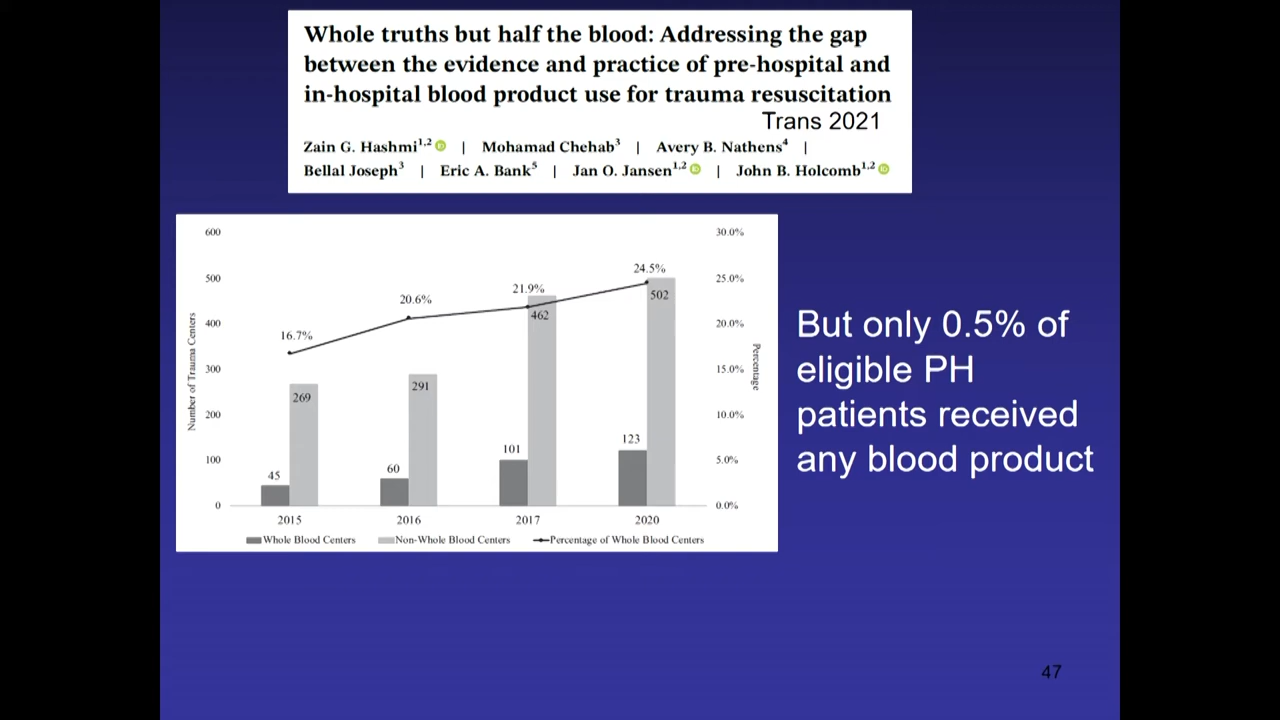 Whole truths but half the blood: Addressing the gap
between the evidence and practice of pre-hospital and
in-hospital blood product use for trauma resuscitation
Trans 2021
Zain G. Hashmi1,2 | Mohamad Chehab3 | Avery B. Nathens4 |
Bellal Joseph3 | Eric A. Bank5 | Jan O. Jansen1,2 | John B. Holcomb1,2
600 30.0%
500 25.0%
400 20.0%
300 15.0%
200 10.0%
100 5.0%
0 0.0%
Number of Trauma Centers
Percentage
16.7% 20.6% 21.9% 24.5%
269 291 462 502
45 60 101 123
2015 2016 2017 2020
Whole Blood Centers Non-Whole Blood Centers Percentage of Whole Blood Centers
But only 0.5% of
eligible PH
patients received
any blood product
47